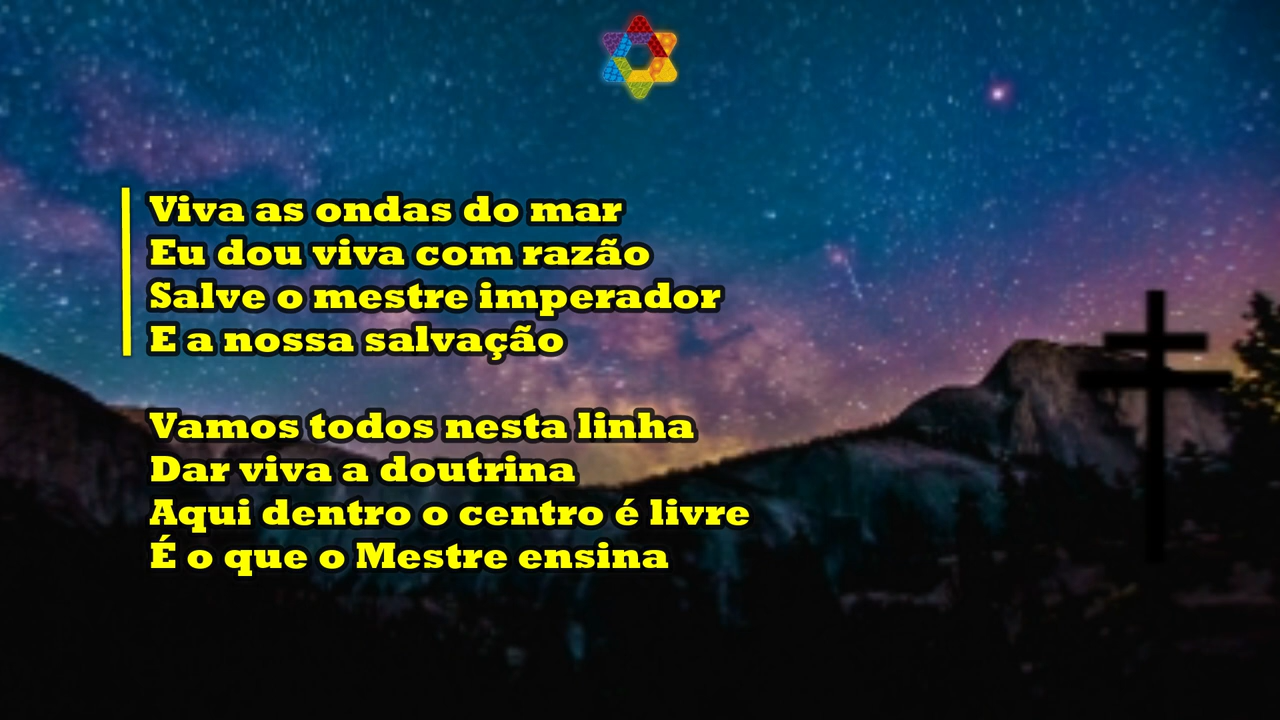 Viva as ondas do mar
Eu dou viva com razão
Salve o mestre imperador
E a nossa salvação
Vamos todos nesta linha
Dar viva a doutrina
Aqui dentro o centro é livre
É o que o Mestre ensina